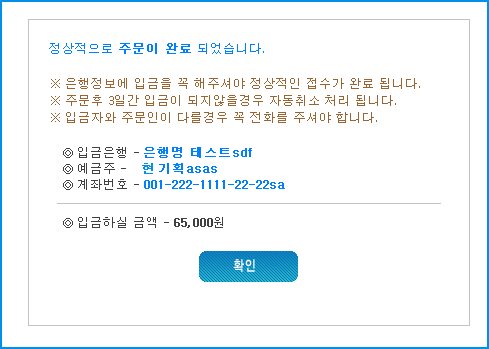 정상적으로 주문이 완료 되었습니다.
※ 은행정보에 입금을 꼭 해주셔야 정상적인 접수가 완료 됩니다.
※ 주문후 3일간 입금이 되지않을경우 자동취소 처리 됩니다.
※ 입금자와 주문인이 다를경우 꼭 전화를 주셔야 합니다.
◎ 입금은행 - 은행명 테스트sdf
◎ 예금주 - 현기획asas
◎ 계좌번호 - 001-222-1111-22-22sa
◎ 입금하실 금액 - 65,000원
확인